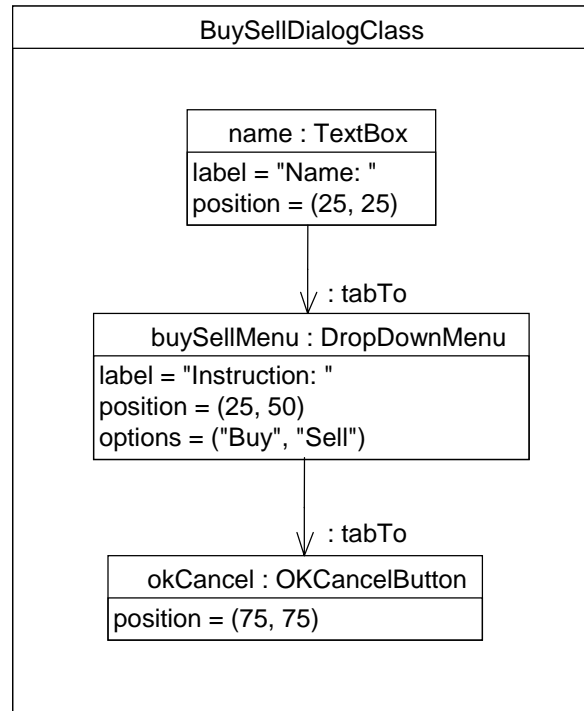 BuySellDialogClass
name : TextBox
label = "Name: "
position = (25, 25)
: tabTo
buySellMenu : DropDownMenu
label = "Instruction: "
position = (25, 50)
options = ("Buy", "Sell")
: tabTo
okCancel : OKCancelButton
position = (75, 75)